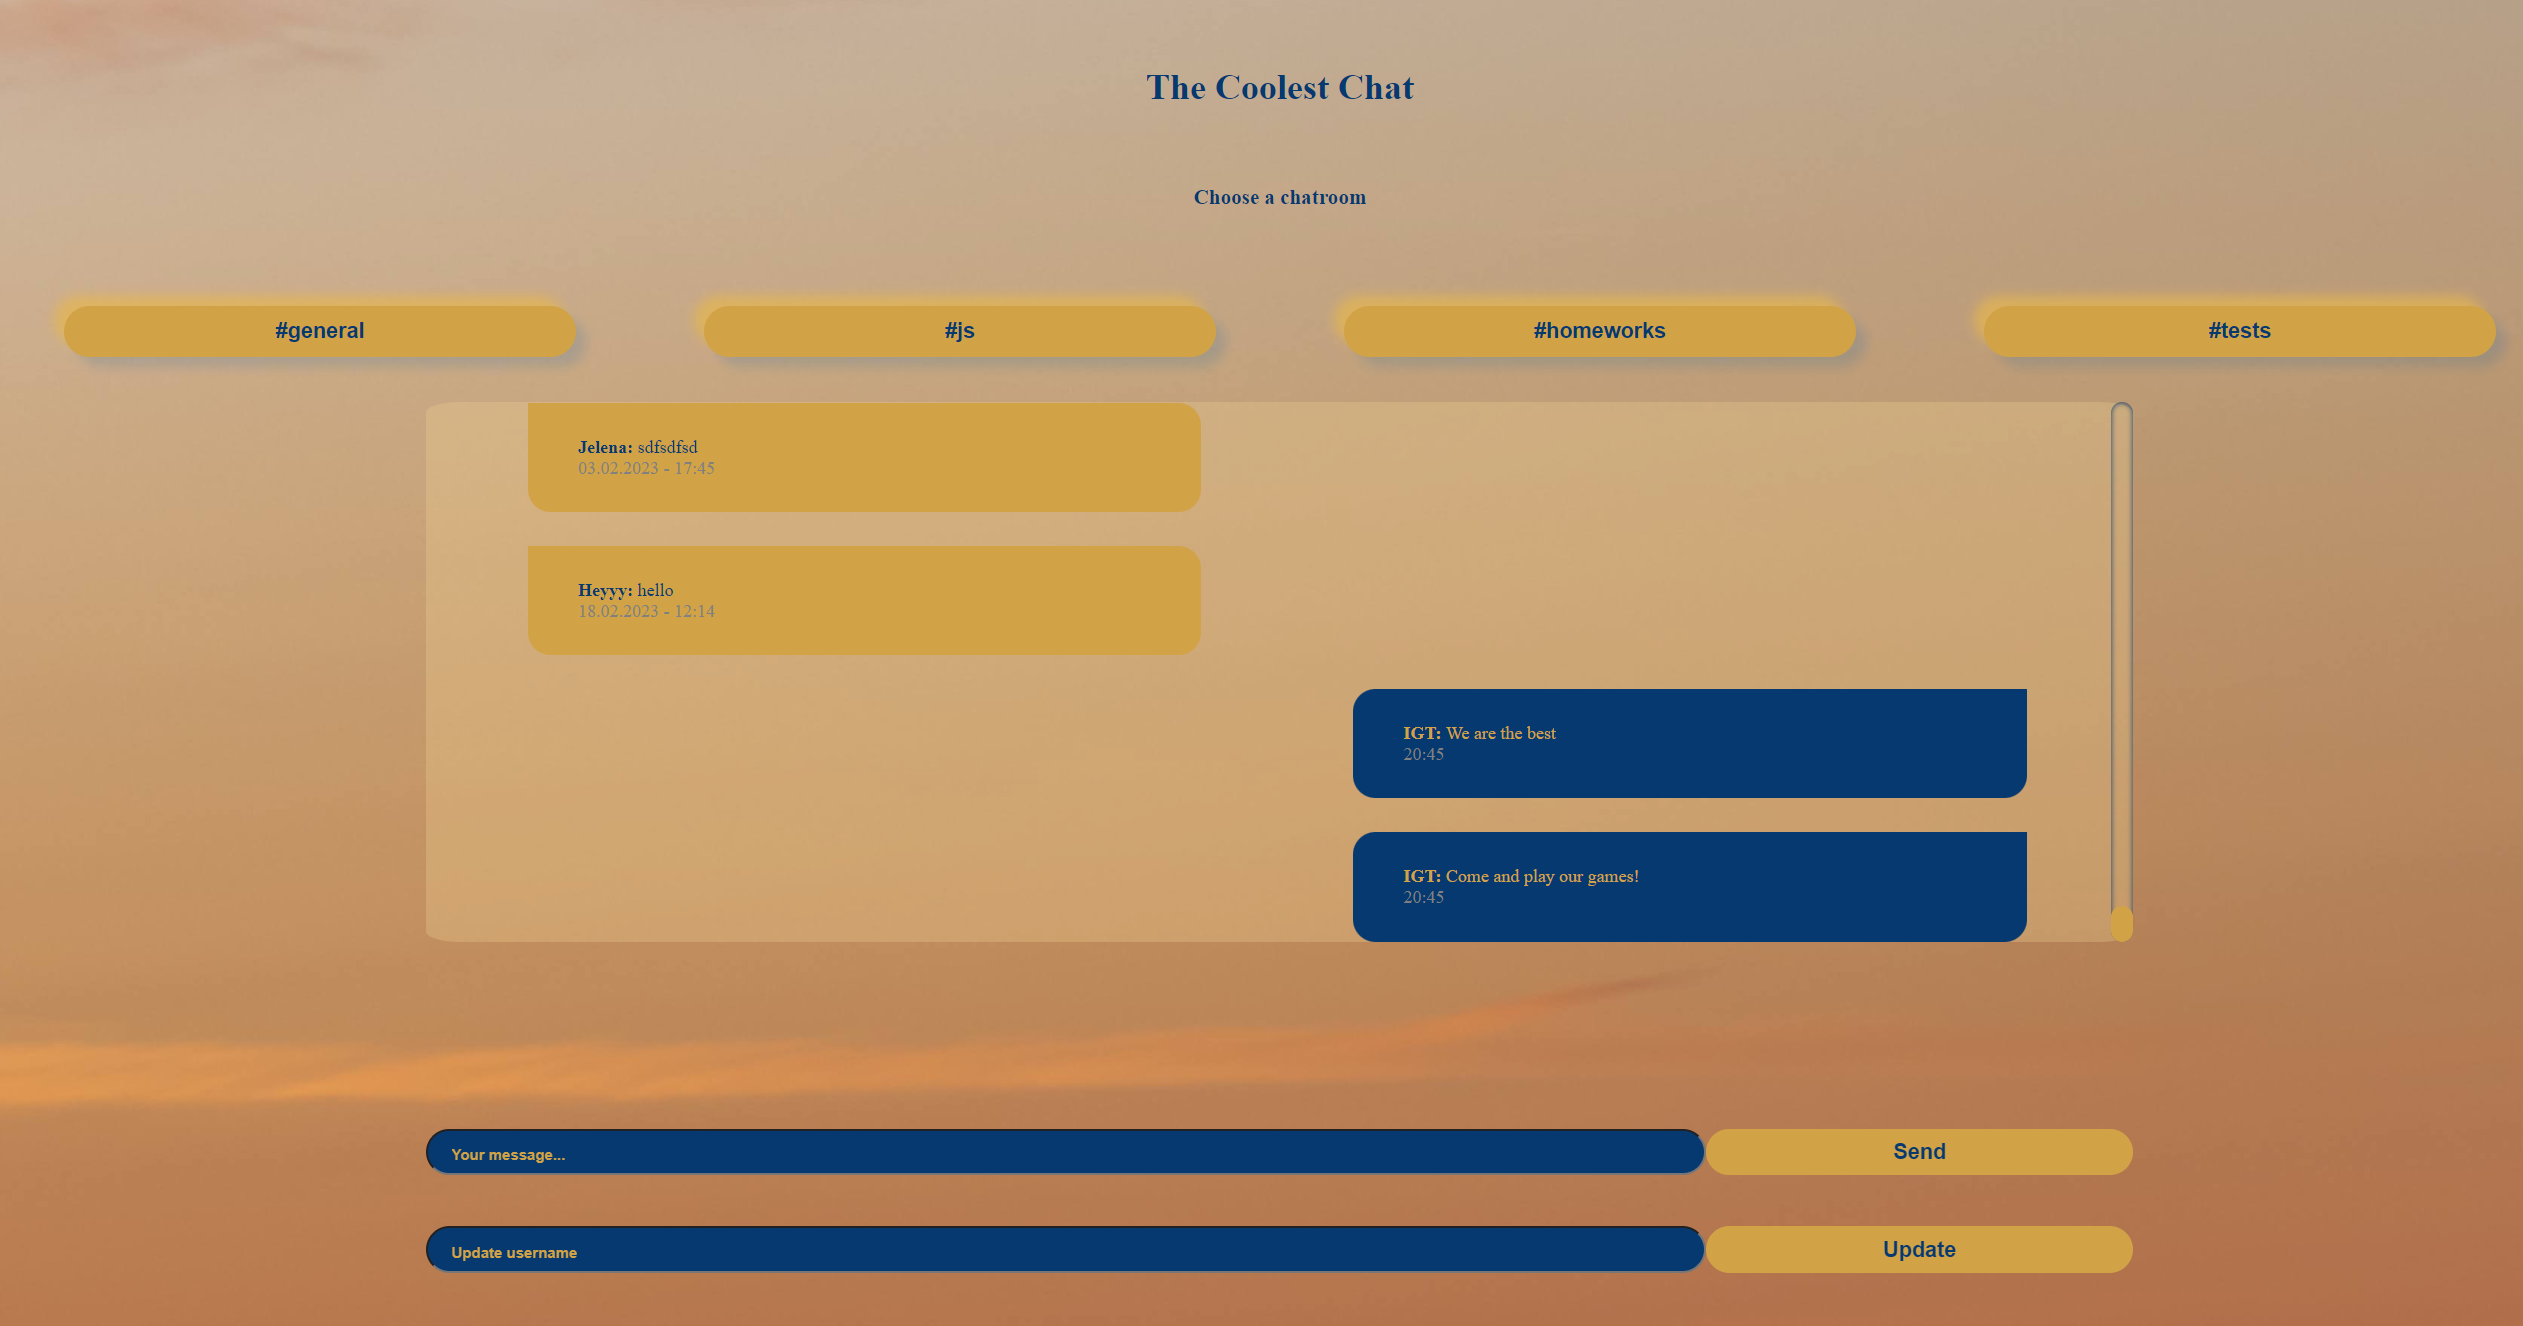 The Coolest Chat
Choose a chatroom
#general
#js
#homeworks
#tests
Jelena: sdfsdfsd
03.02.2023 - 17:45
Heyyy: hello
18.02.2023 - 12:14
IGT: We are the best
20:45
IGT: Come and play our games!
20:45
Your message...
Send
Update username
Update